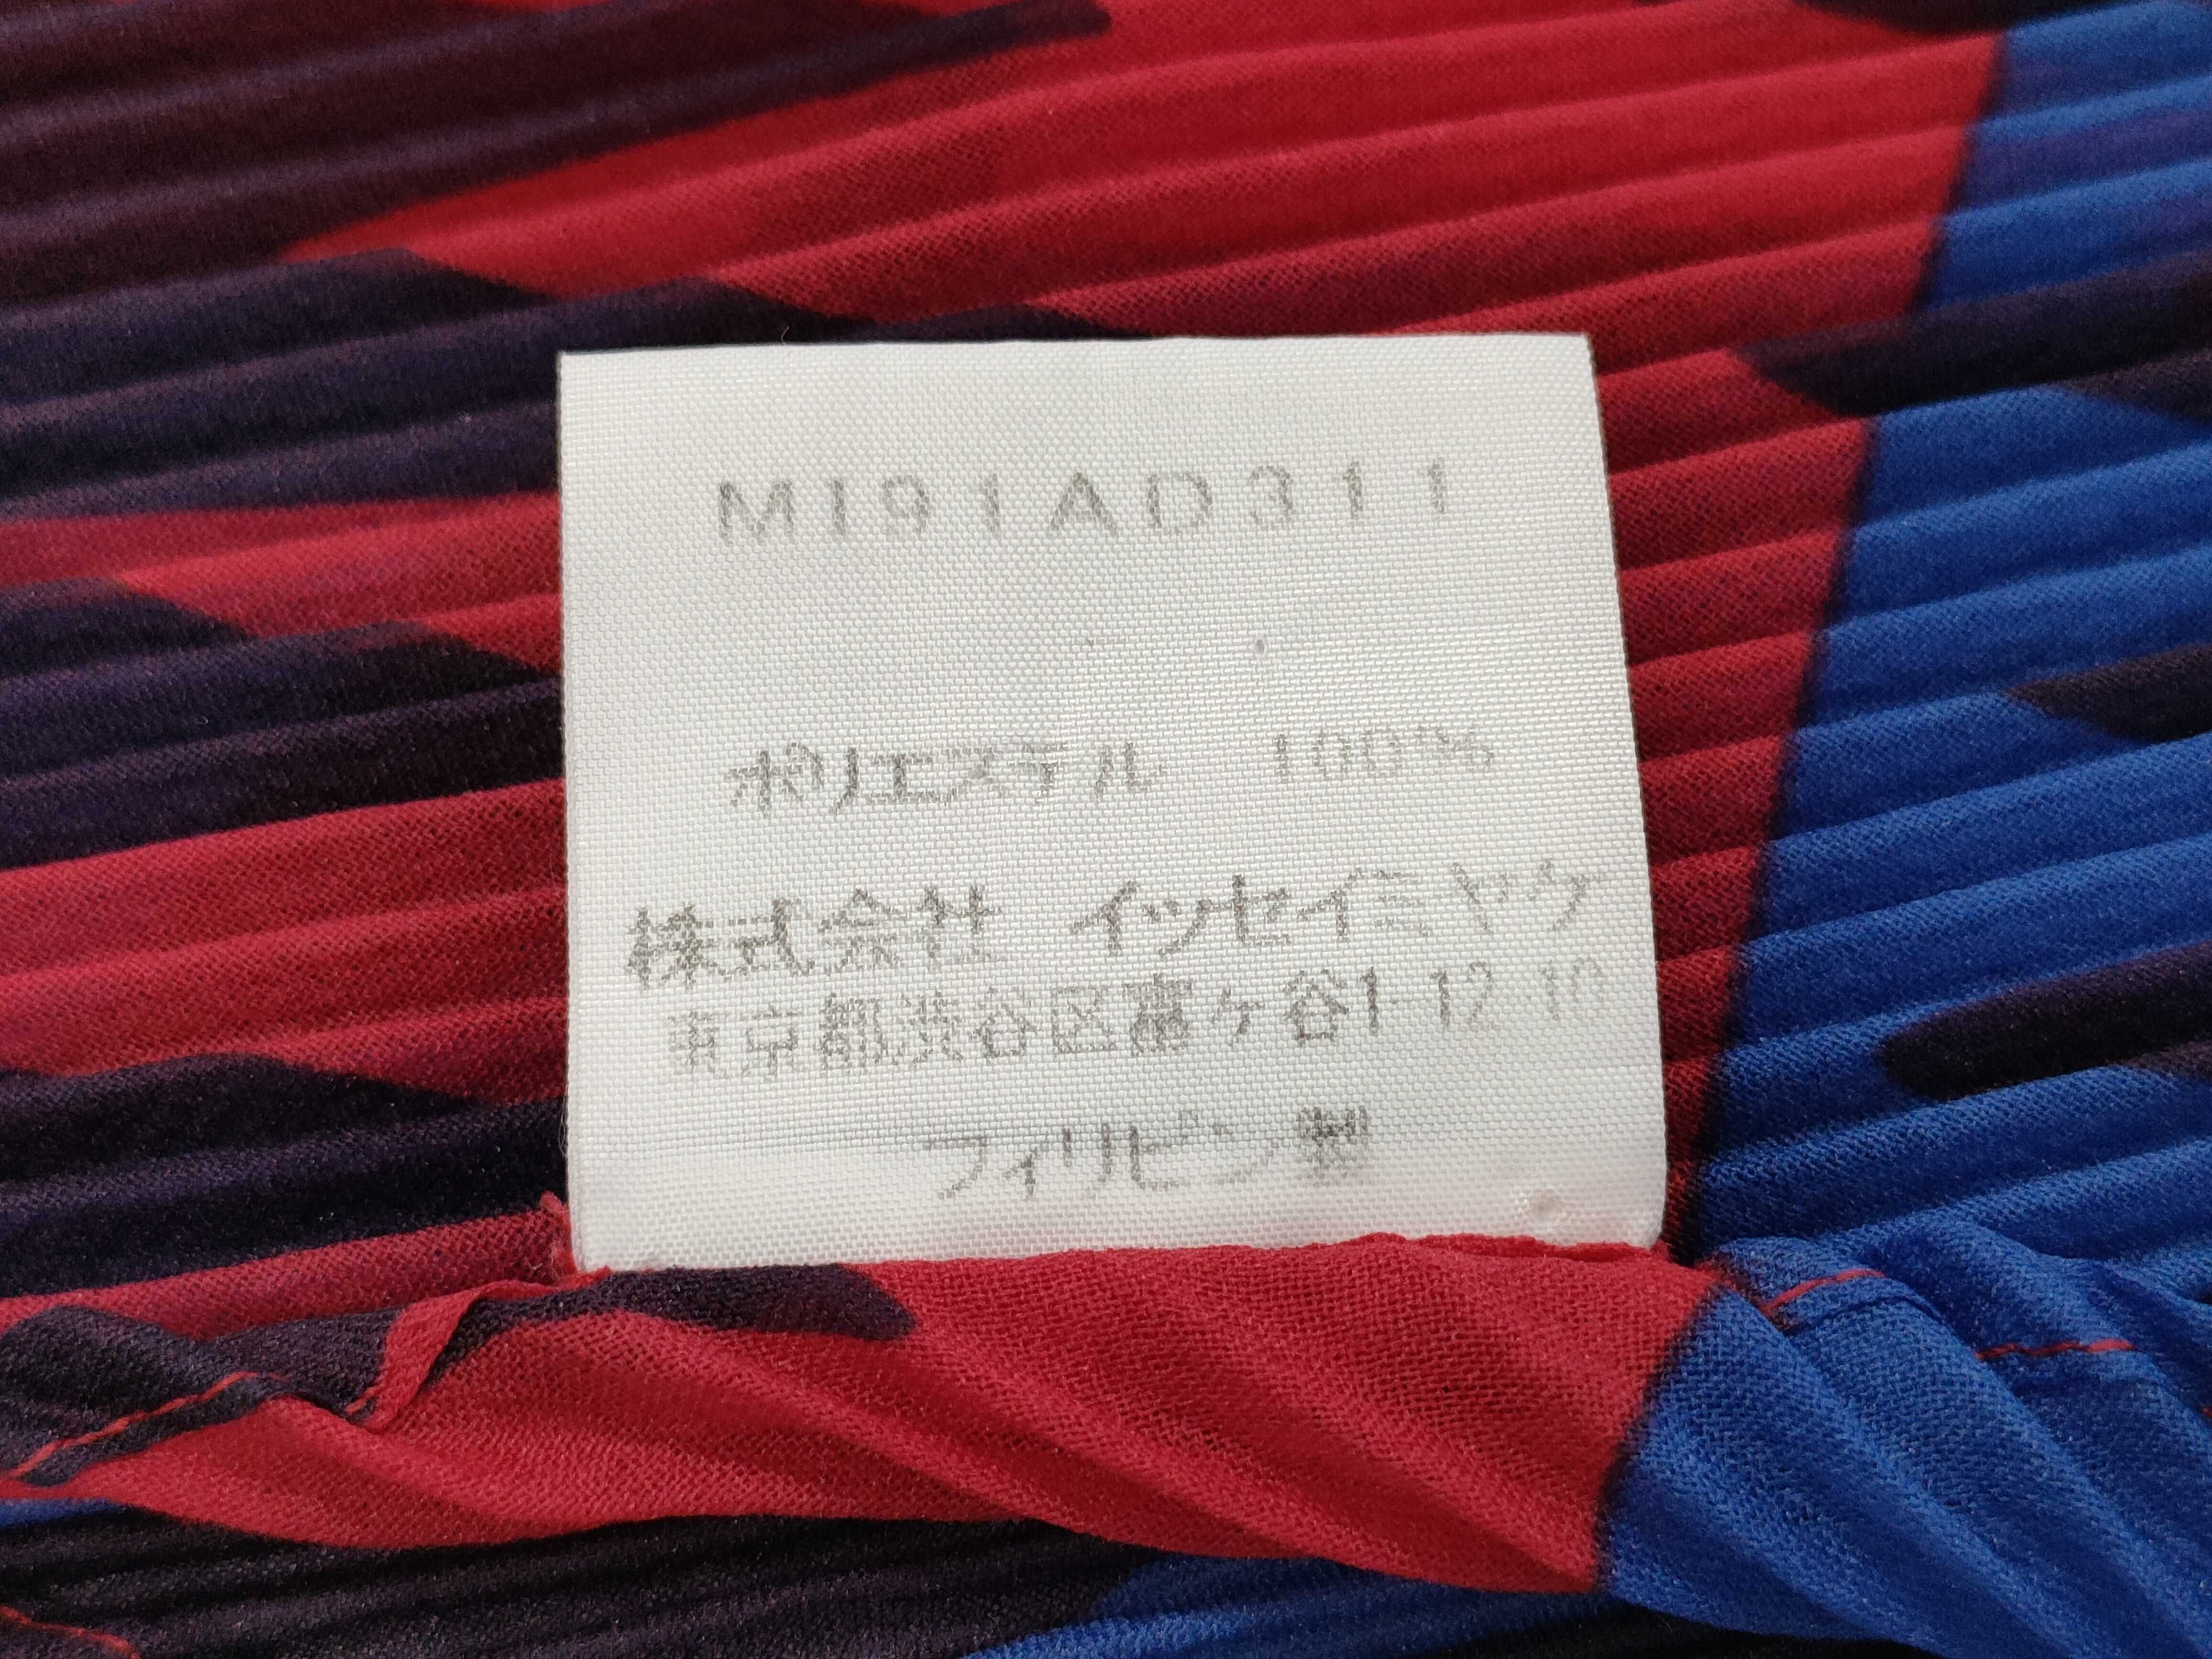 MI91AD311
ポリエステル 100%
株式会社 イッセイミヤケ
東京都渋谷区富ヶ谷1-12-10
フィリピン製